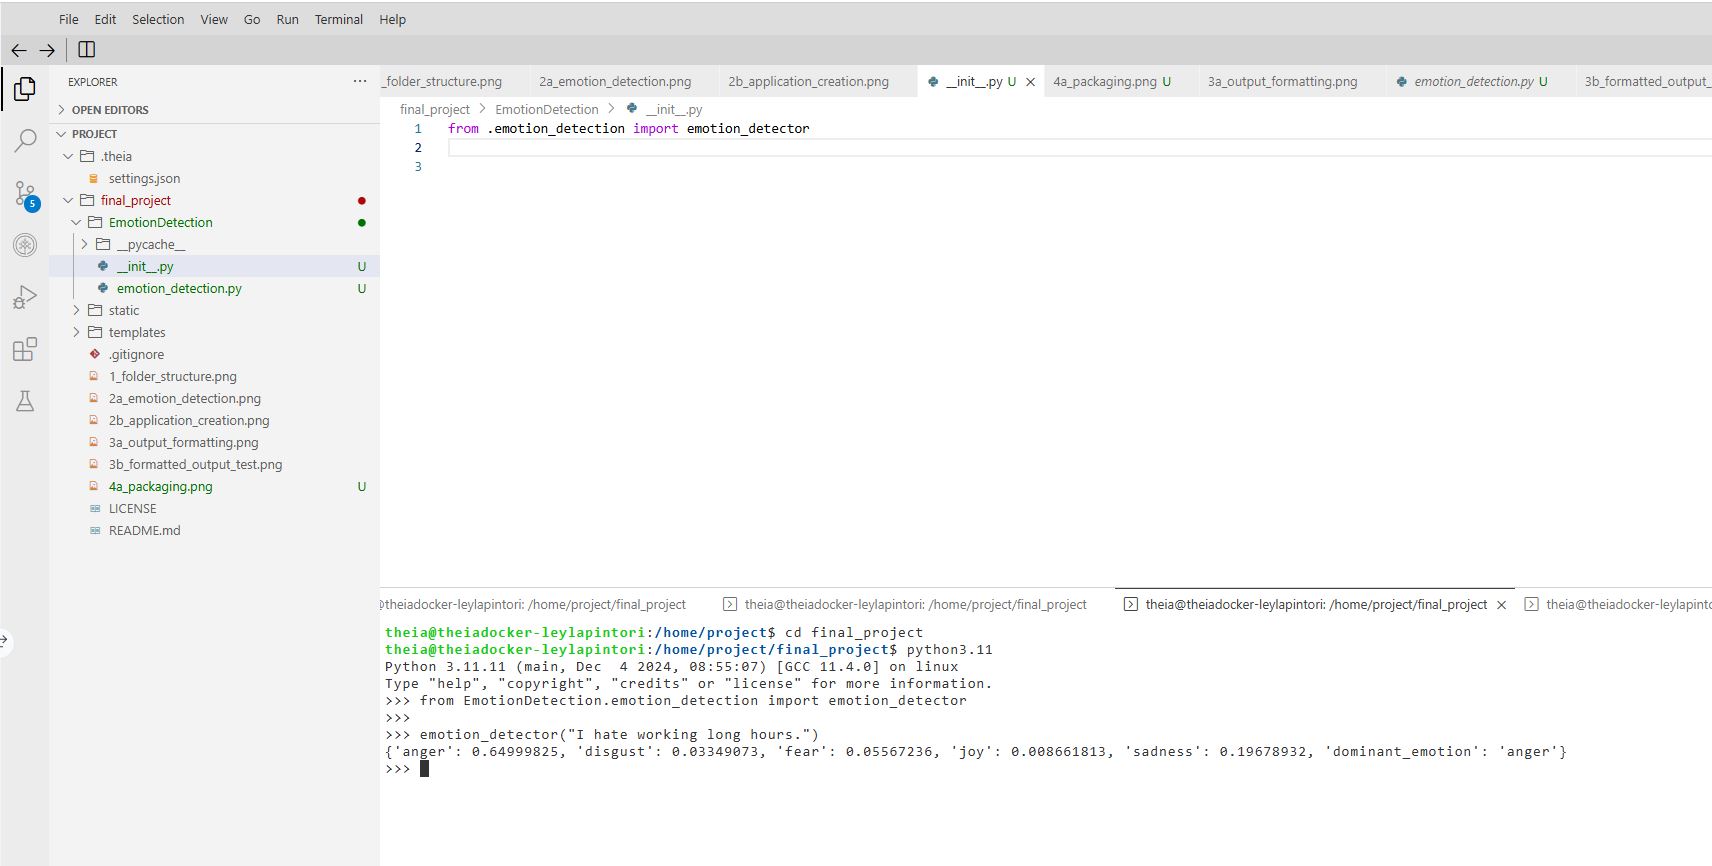 File Edit Selection View Go Run Terminal Help
EXPLORER ...
OPEN EDITORS
PROJECT
.theia
settings.json
final_project
EmotionDetection
__pycache__
__init__.py U
emotion_detection.py U
static
templates
.gitignore
1_folder_structure.png
2a_emotion_detection.png
2b_application_creation.png
3a_output_formatting.png
3b_formatted_output_test.png
4a_packaging.png U
LICENSE
README.md
5
_folder_structure.png 2a_emotion_detection.png 2b_application_creation.png __init__.py U 4a_packaging.png U 3a_output_formatting.png emotion_detection.py U 3b_formatted_output_
final_project > EmotionDetection > __init__.py
1 from .emotion_detection import emotion_detector
2
3
@theiadocker-leylapintori: /home/project/final_project theia@theiadocker-leylapintori: /home/project/final_project theia@theiadocker-leylapintori: /home/project/final_project theia@theiadocker-leylapinto
theia@theiadocker-leylapintori:/home/project$ cd final_project
theia@theiadocker-leylapintori:/home/project/final_project$ python3.11
Python 3.11.11 (main, Dec  4 2024, 08:55:07) [GCC 11.4.0] on linux
Type "help", "copyright", "credits" or "license" for more information.
>>> from EmotionDetection.emotion_detection import emotion_detector
>>>
>>> emotion_detector("I hate working long hours.")
{'anger': 0.64999825, 'disgust': 0.03349073, 'fear': 0.05567236, 'joy': 0.008661813, 'sadness': 0.19678932, 'dominant_emotion': 'anger'}
>>>